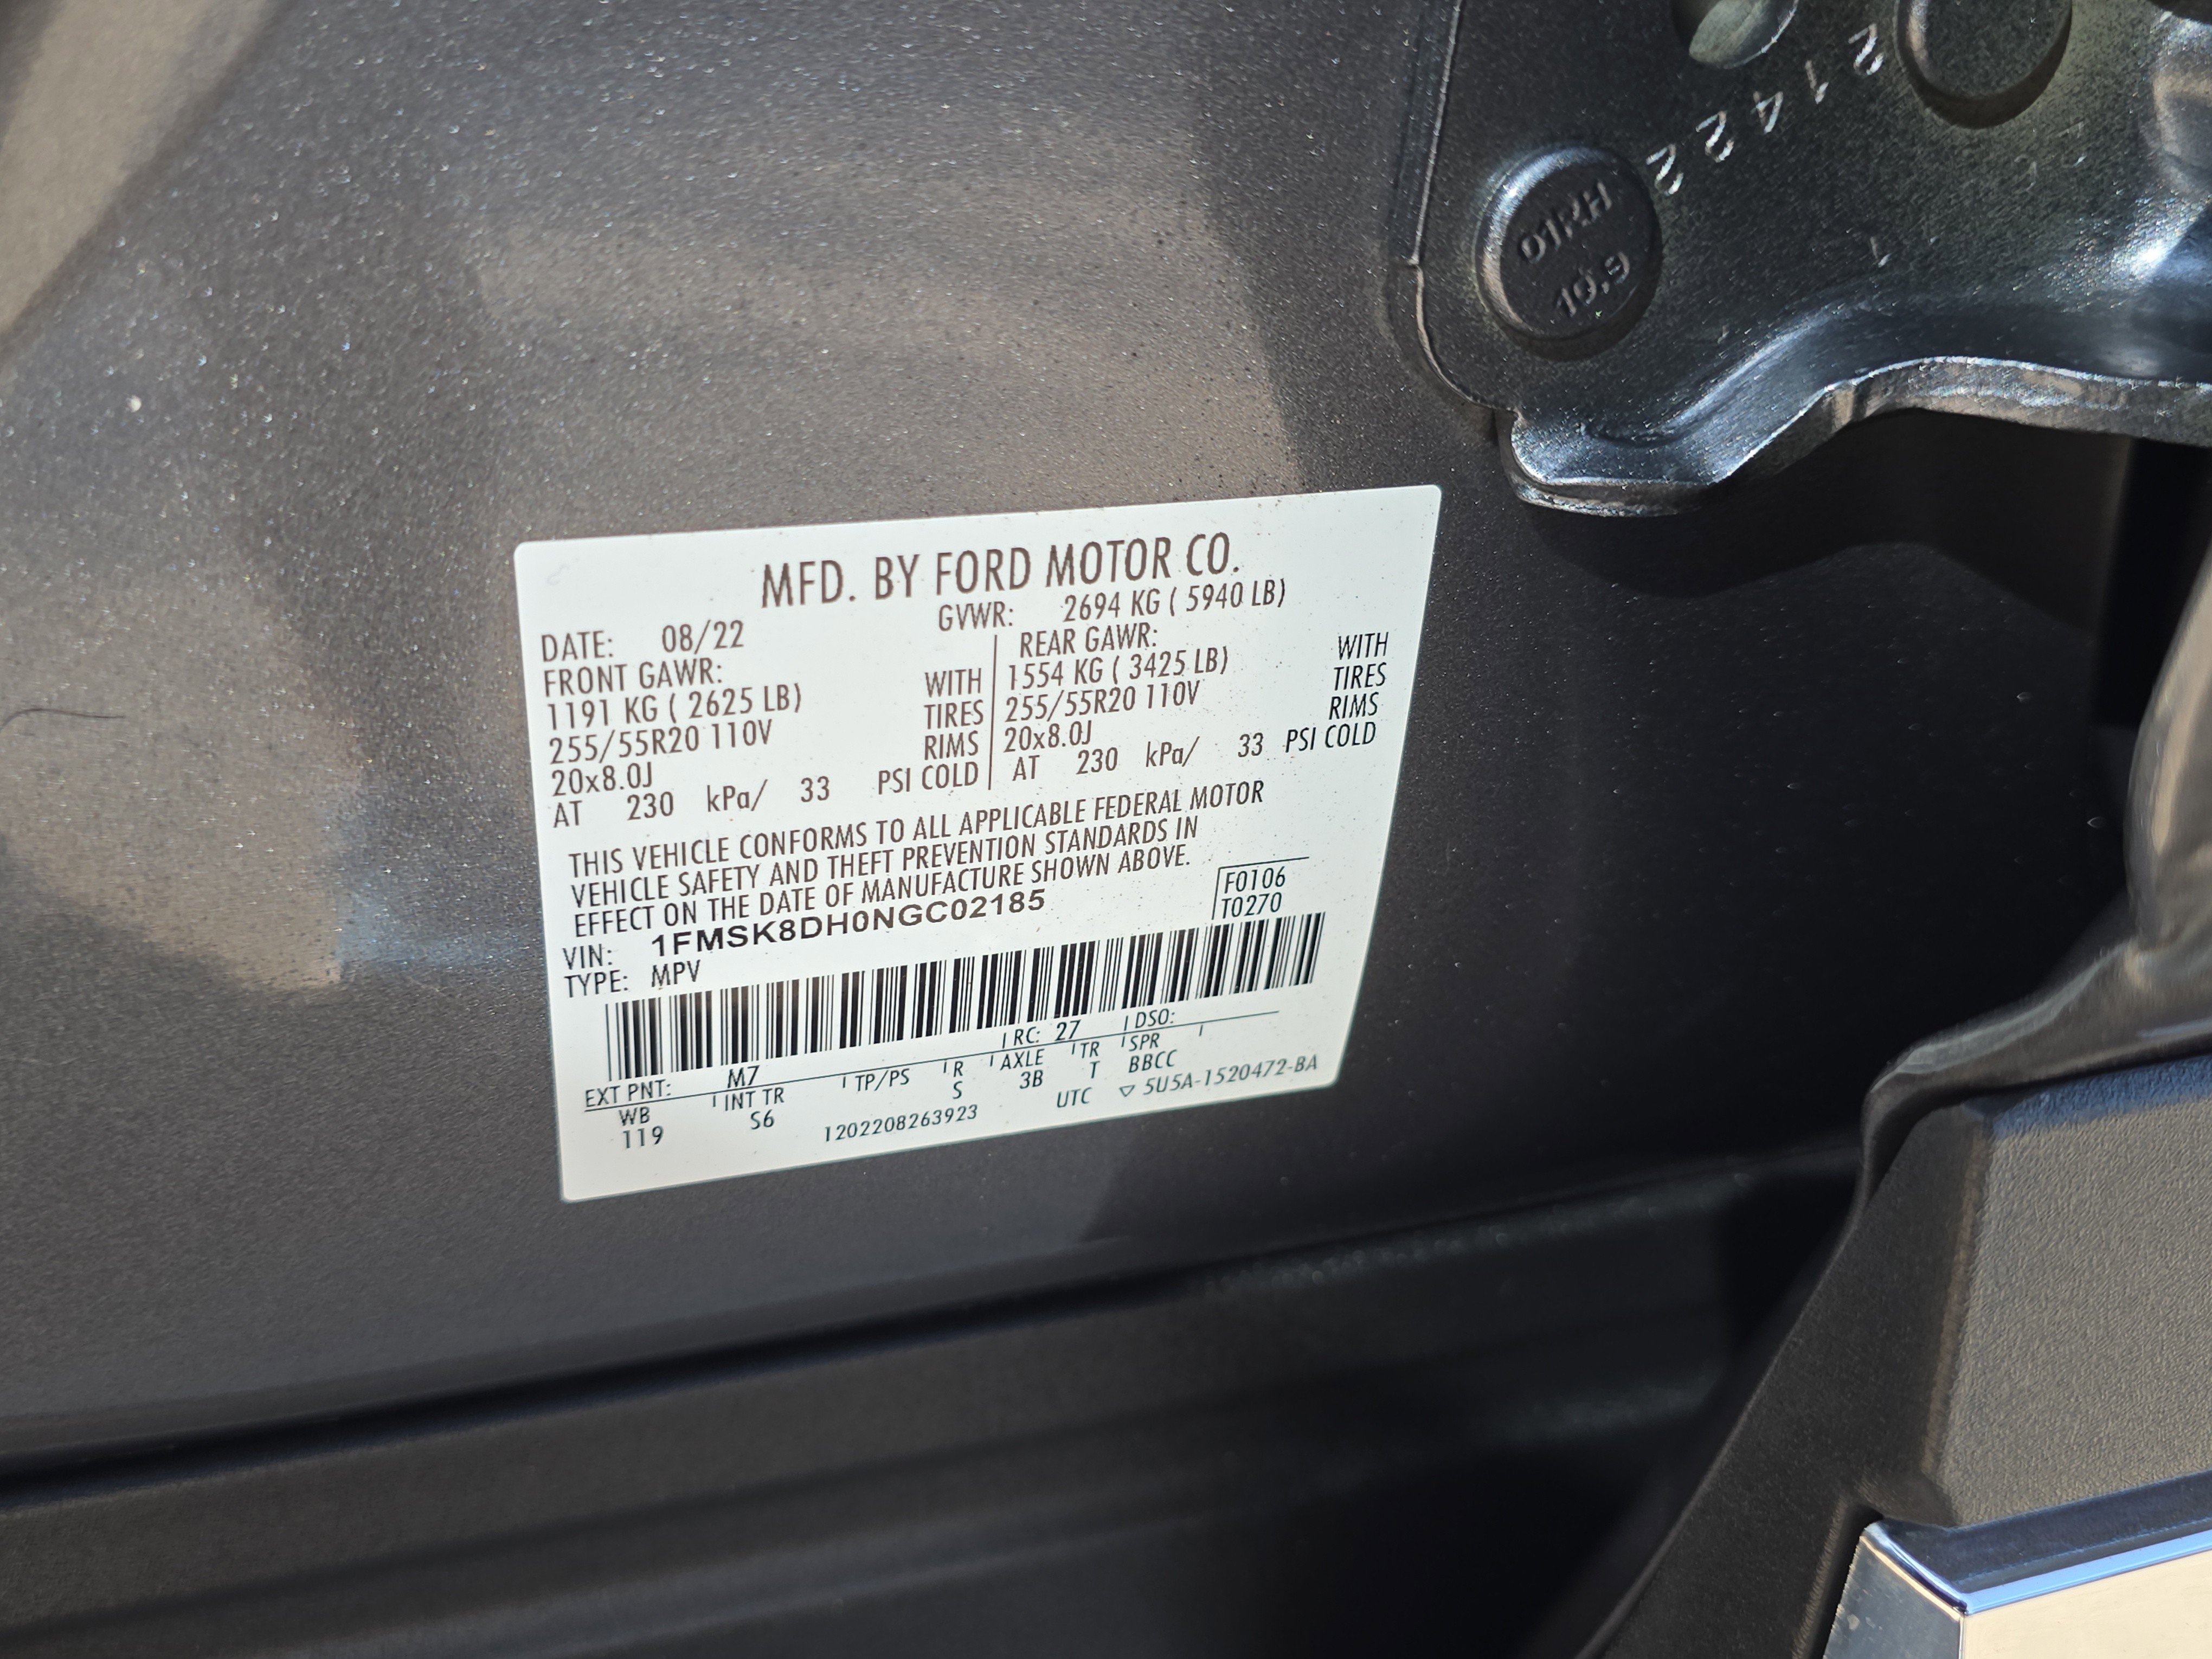 21422
01RH
10.9
MFD. BY FORD MOTOR CO.
DATE: 08/22 GVWR: 2694 KG ( 5940 LB)
FRONT GAWR: REAR GAWR:
1191 KG ( 2625 LB) WITH 1554 KG ( 3425 LB) WITH
255/55R20 110V TIRES 255/55R20 110V TIRES
20x8.0J RIMS 20x8.0J RIMS
AT 230 kPa/ 33 PSI COLD AT 230 kPa/ 33 PSI COLD
THIS VEHICLE CONFORMS TO ALL APPLICABLE FEDERAL MOTOR
VEHICLE SAFETY AND THEFT PREVENTION STANDARDS IN
EFFECT ON THE DATE OF MANUFACTURE SHOWN ABOVE.
F0106
T0270
VIN: 1FMSK8DH0NGC02185
TYPE: MPV
EXT PNT: M7 RC: 27 DSO:
WB INT TR TP/PS R AXLE TR SPR
119 S6 S 3B T BBCC
1202208263923 UTC ▽ 5U5A-1520472-BA